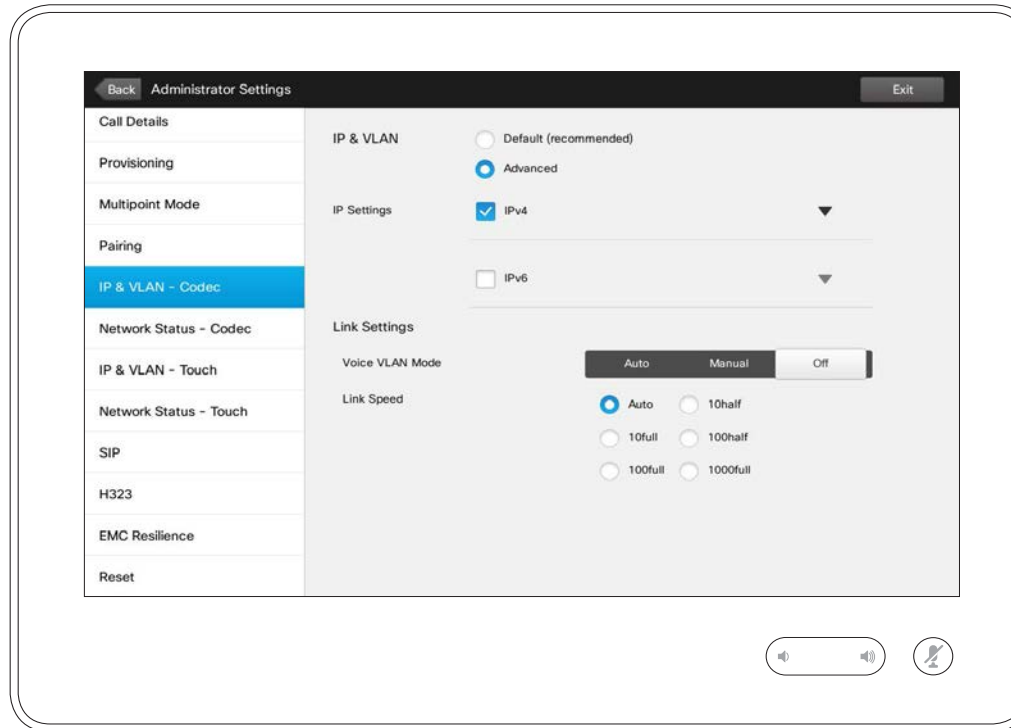 Back Administrator Settings Exit
Call Details
Provisioning
Multipoint Mode
Pairing
IP & VLAN - Codec
Network Status - Codec
IP & VLAN - Touch
Network Status - Touch
SIP
H323
EMC Resilience
Reset
IP & VLAN Default (recommended)
Advanced
IP Settings IPv4
IPv6
Link Settings
Voice VLAN Mode Auto Manual Off
Link Speed Auto 10half
10full 100half
100full 1000full